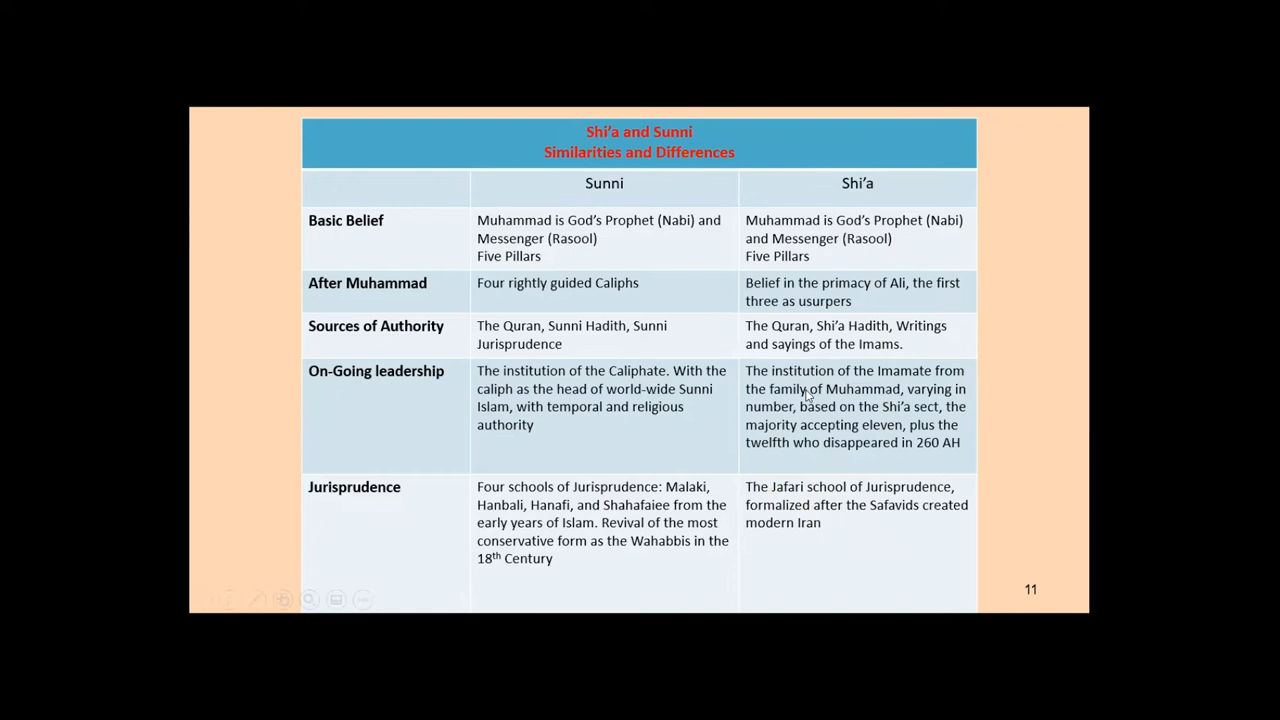 Shi'a and Sunni
Similarities and Differences
Sunni
Shi'a
Basic Belief
Muhammad is God's Prophet (Nabi) and
Messenger (Rasool)
Five Pillars
Muhammad is God's Prophet (Nabi)
and Messenger (Rasool)
Five Pillars
After Muhammad
Four rightly guided Caliphs
Belief in the primacy of Ali, the first
three as usurpers
Sources of Authority
The Quran, Sunni Hadith, Sunni
Jurisprudence
The Quran, Shi'a Hadith, Writings
and sayings of the Imams.
On-Going leadership
The institution of the Caliphate. With the
caliph as the head of world-wide Sunni
Islam, with temporal and religious
authority
The institution of the Imamate from
the family of Muhammad, varying in
number, based on the Shi'a sect, the
majority accepting eleven, plus the
twelfth who disappeared in 260 AH
Jurisprudence
Four schools of Jurisprudence: Malaki,
Hanbali, Hanafi, and Shahafaiee from the
early years of Islam. Revival of the most
conservative form as the Wahabbis in the
18th Century
The Jafari school of Jurisprudence,
formalized after the Safavids created
modern Iran
11